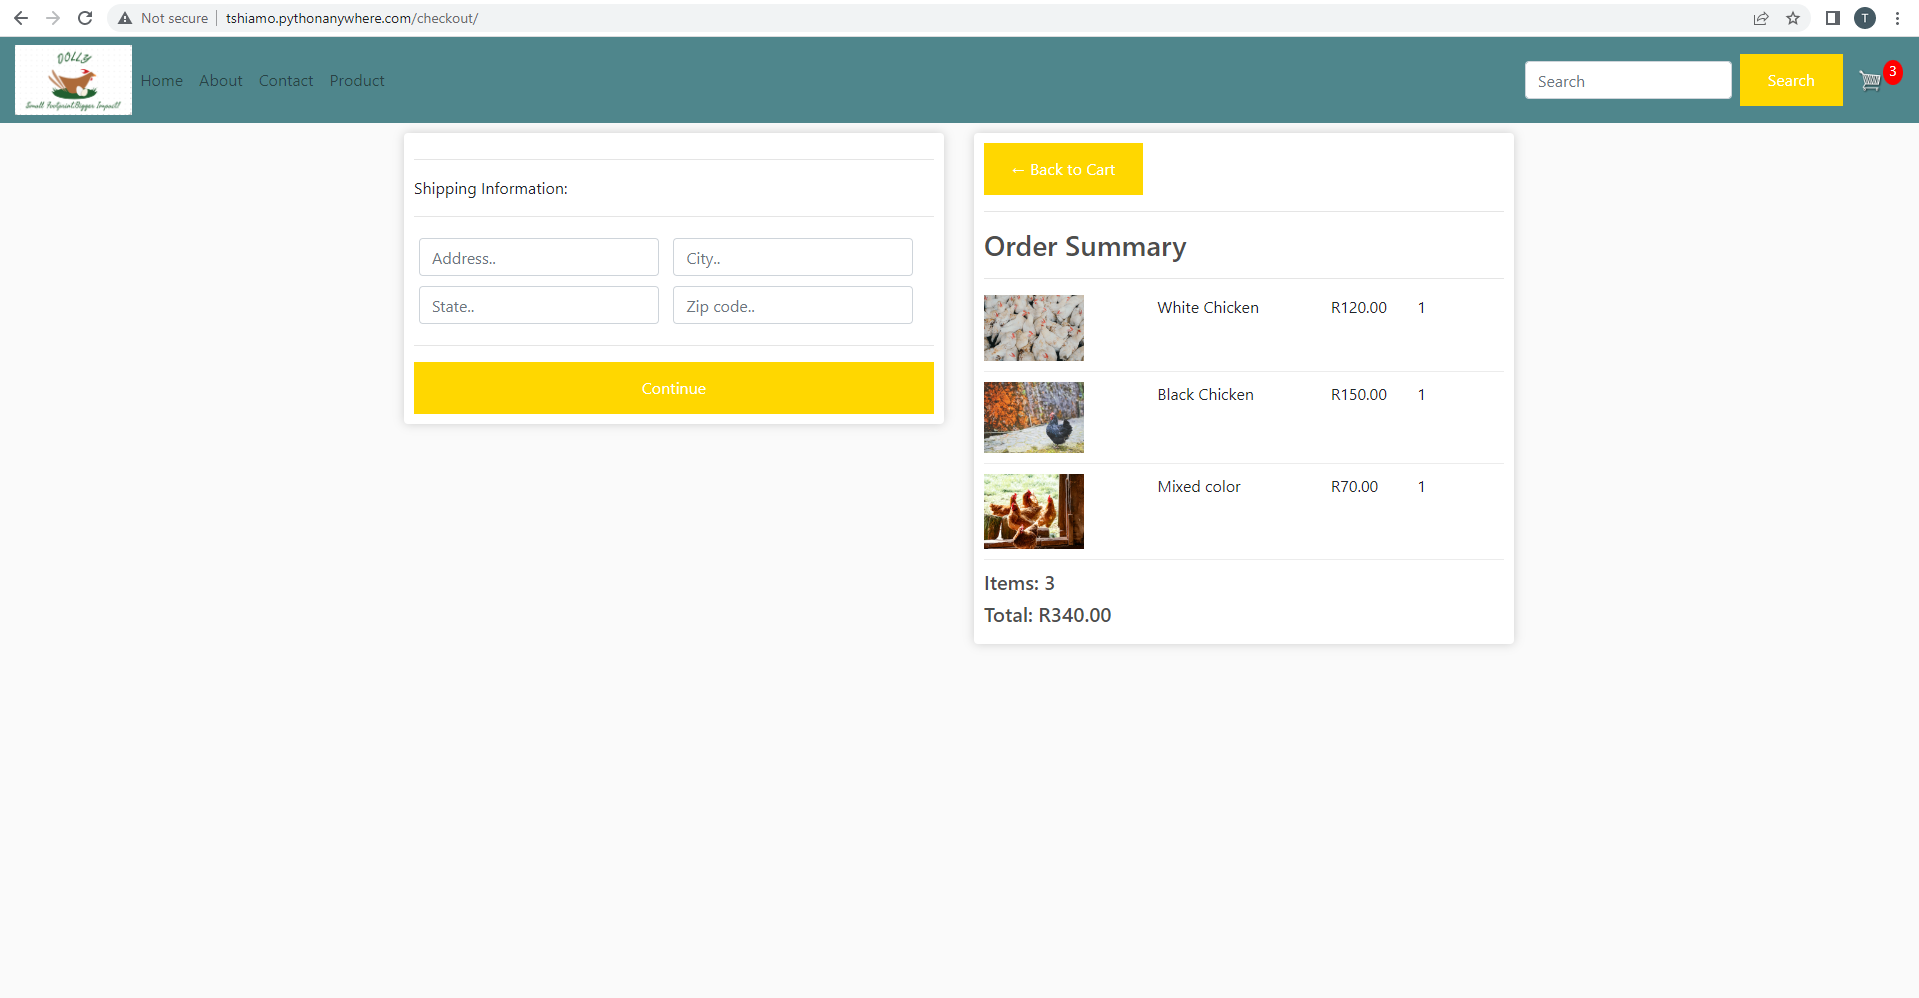 Not secure | tshiamo.pythonanywhere.com/checkout/
T
DOLLY
Small Footprint,Bigger Impact!
Home About Contact Product
Search
Search
3
Shipping Information:
Address.. City..
State.. Zip code..
Continue
← Back to Cart
Order Summary
White Chicken R120.00 1
Black Chicken R150.00 1
Mixed color R70.00 1
Items: 3
Total: R340.00